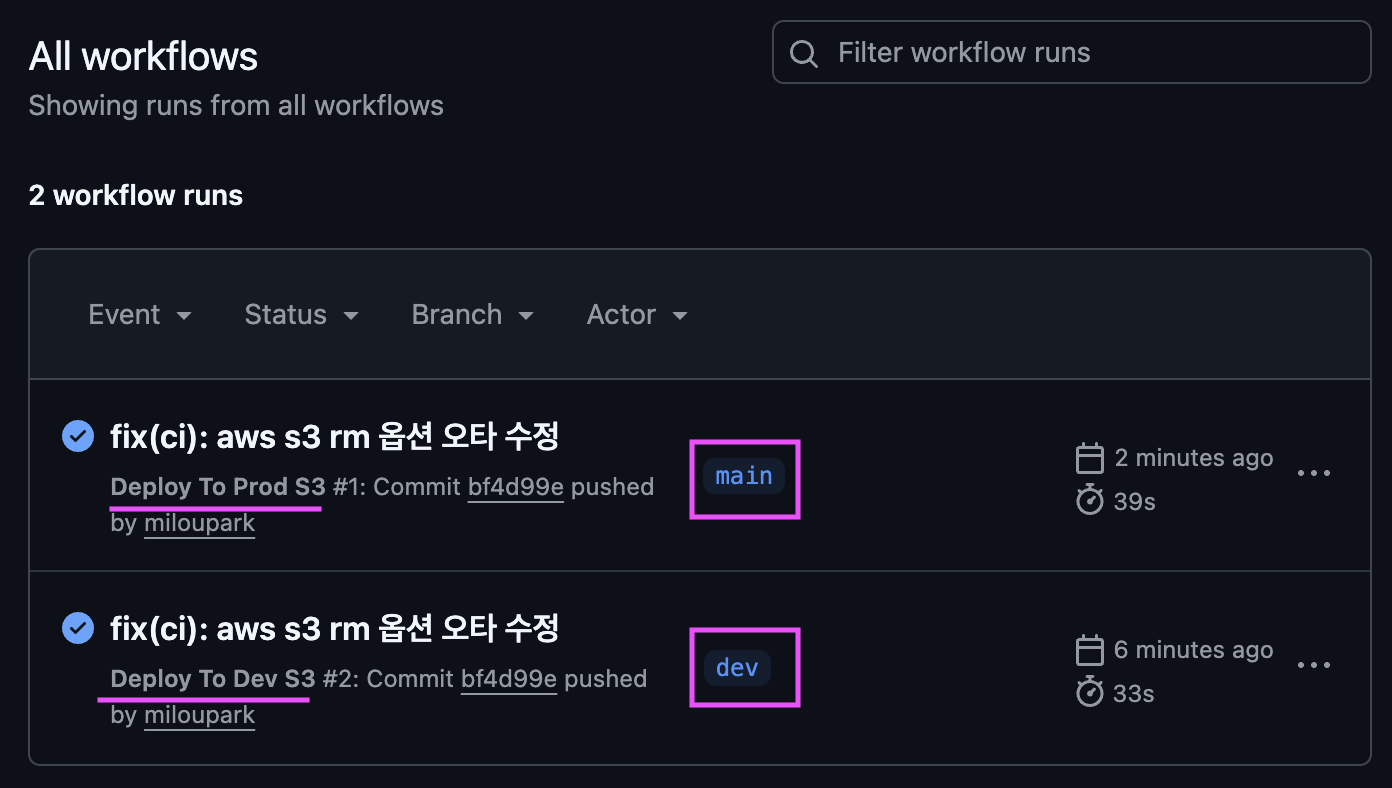 All workflows
Filter workflow runs
Showing runs from all workflows
2 workflow runs
Event Status Branch Actor
fix(ci): aws s3 rm 옵션 오타 수정
Deploy To Prod S3 #1: Commit bf4d99e pushed
by miloupark
main
2 minutes ago
39s
fix(ci): aws s3 rm 옵션 오타 수정
Deploy To Dev S3 #2: Commit bf4d99e pushed
by miloupark
dev
6 minutes ago
33s